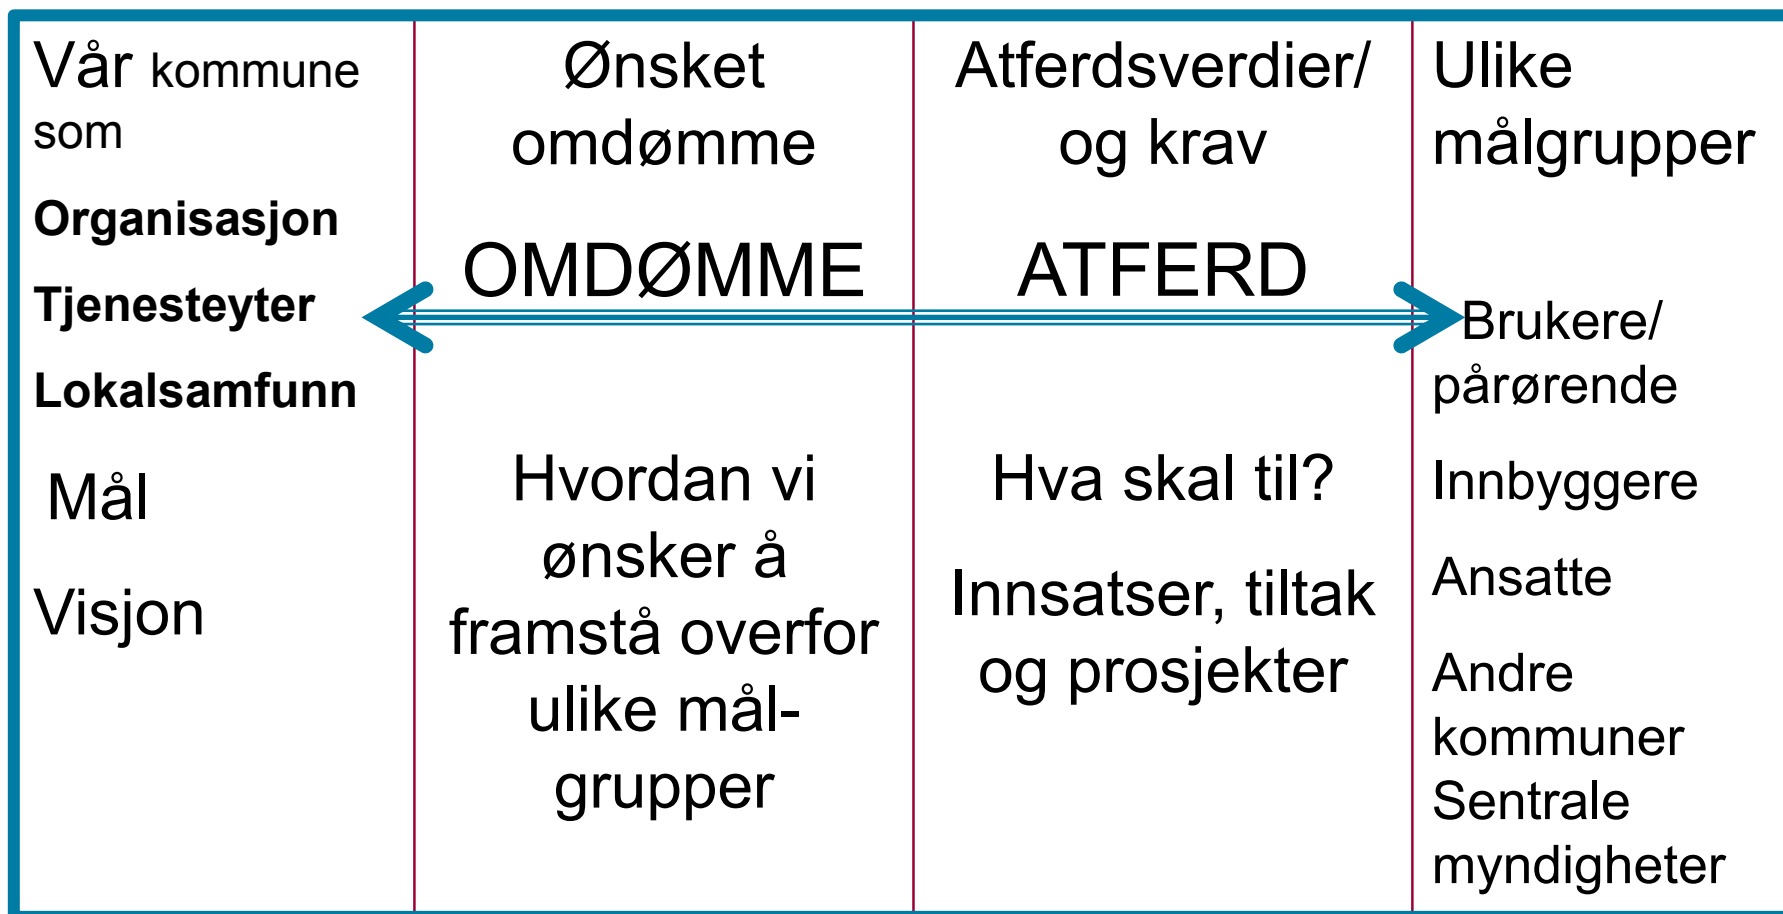 Vår kommune
som
Organisasjon
Tjenesteyter
Lokalsamfunn
Mål
Visjon
Ønsket
omdømme
OMDØMME
Hvordan vi
ønsker å
framstå overfor
ulike mål-
grupper
Atferdsverdier/
og krav
ATFERD
Hva skal til?
Innsatser, tiltak
og prosjekter
Ulike
målgrupper
Brukere/
pårørende
Innbyggere
Ansatte
Andre
kommuner
Sentrale
myndigheter